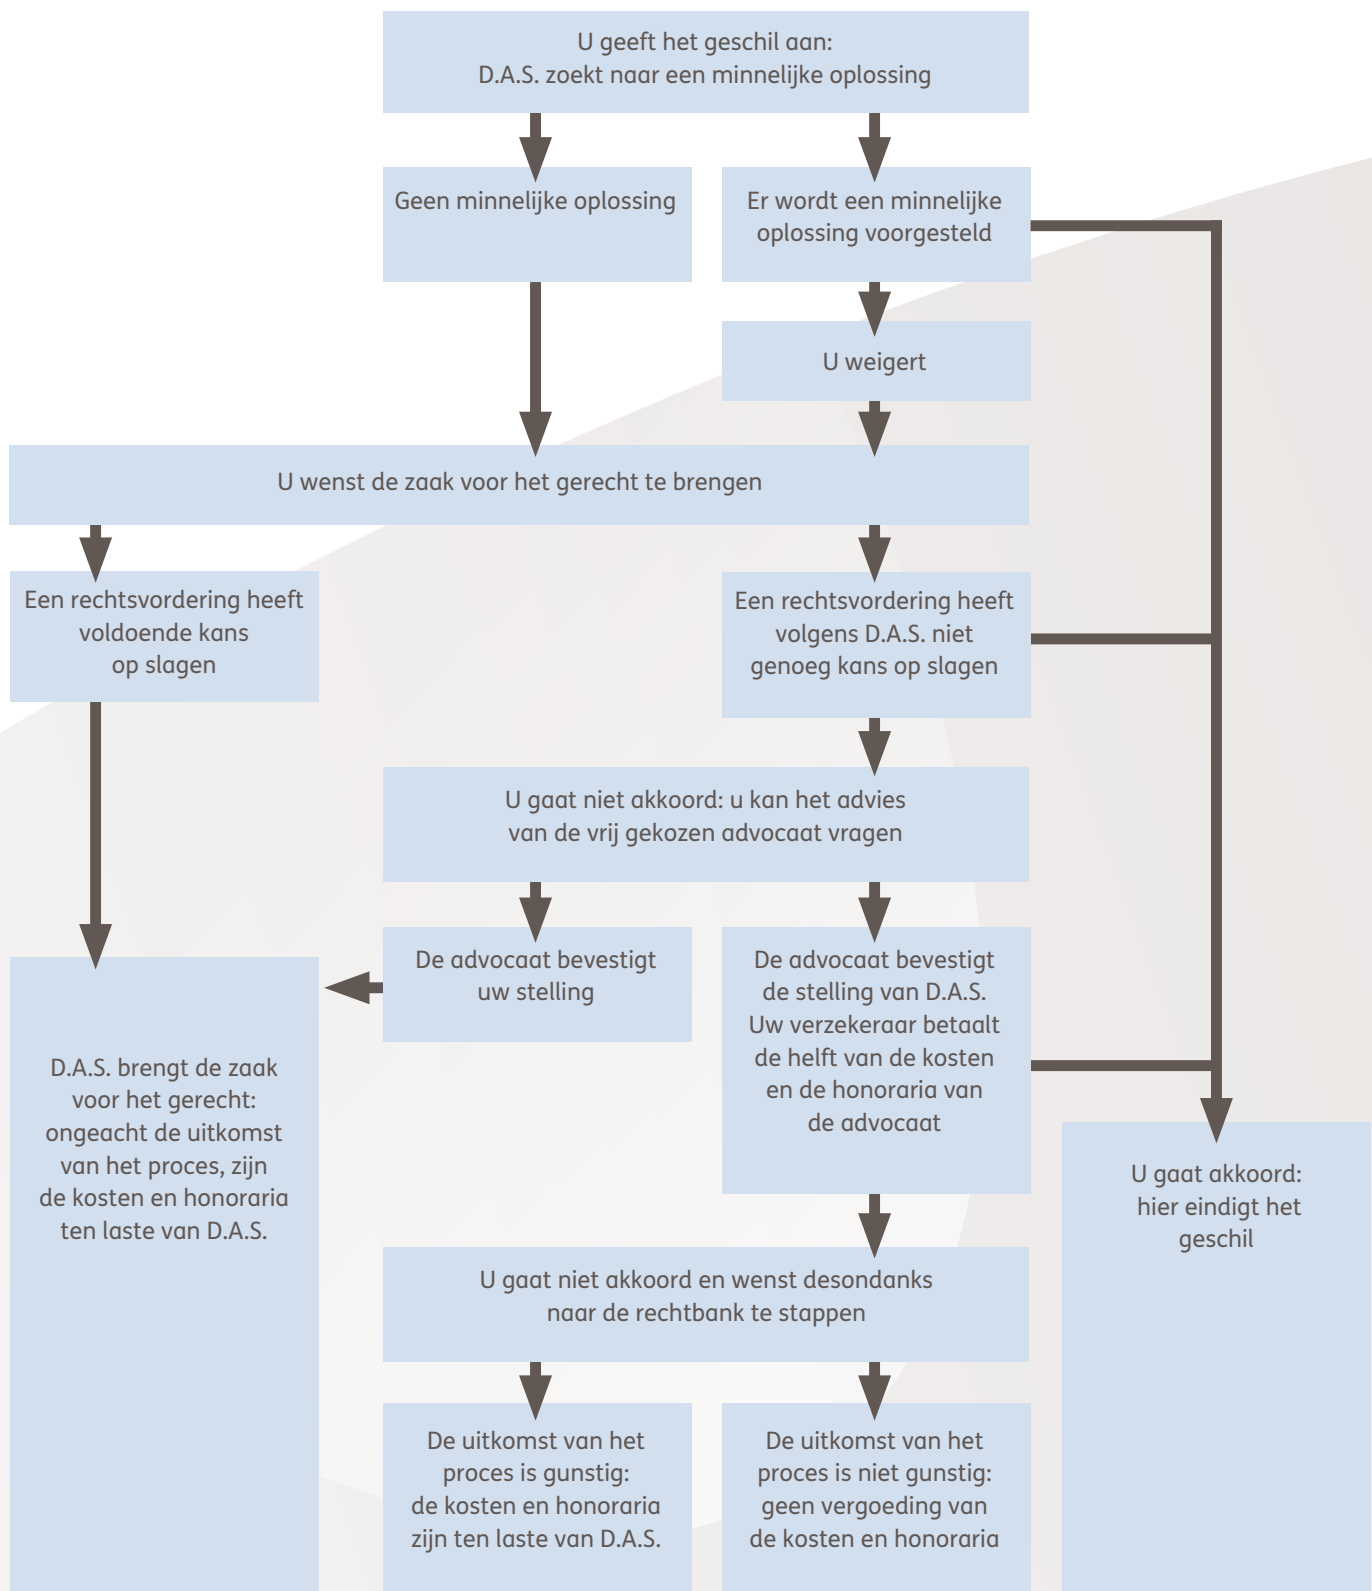 U geeft het geschil aan:
D.A.S. zoekt naar een minnelijke oplossing
Geen minnelijke oplossing
Er wordt een minnelijke
oplossing voorgesteld
U weigert
U wenst de zaak voor het gerecht te brengen
Een rechtsvordering heeft
voldoende kans
op slagen
Een rechtsvordering heeft
volgens D.A.S. niet
genoeg kans op slagen
U gaat niet akkoord: u kan het advies
van de vrij gekozen advocaat vragen
De advocaat bevestigt
uw stelling
De advocaat bevestigt
de stelling van D.A.S.
Uw verzekeraar betaalt
de helft van de kosten
en de honoraria van
de advocaat
D.A.S. brengt de zaak
voor het gerecht:
ongeacht de uitkomst
van het proces, zijn
de kosten en honoraria
ten laste van D.A.S.
U gaat akkoord:
hier eindigt het
geschil
U gaat niet akkoord en wenst desondanks
naar de rechtbank te stappen
De uitkomst van het
proces is gunstig:
de kosten en honoraria
zijn ten laste van D.A.S.
De uitkomst van het
proces is niet gunstig:
geen vergoeding van
de kosten en honoraria